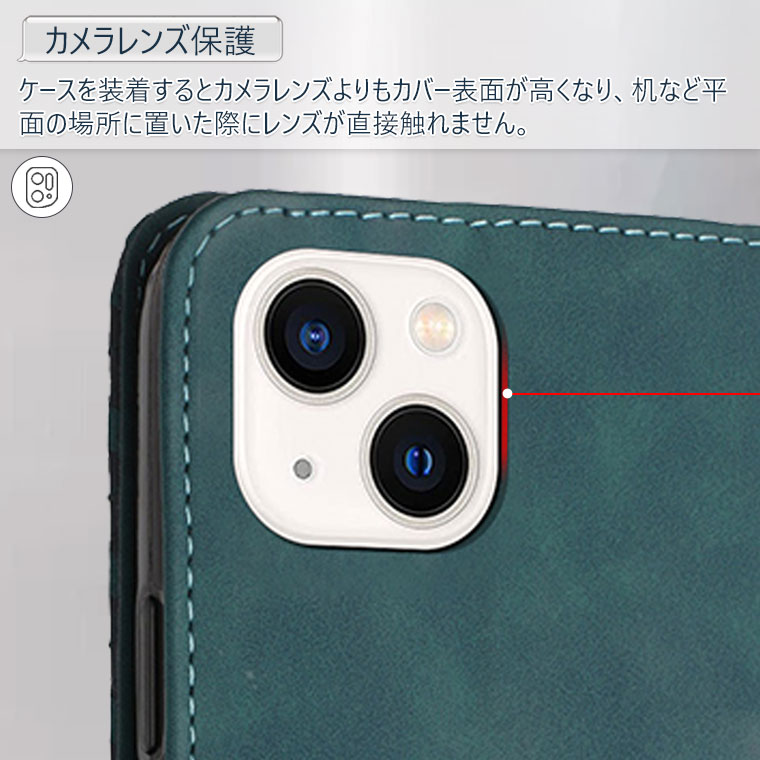 カメラレンズ保護
ケースを装着するとカメラレンズよりもカバー表面が高くなり、机など平
面の場所に置いた際にレンズが直接触れません。